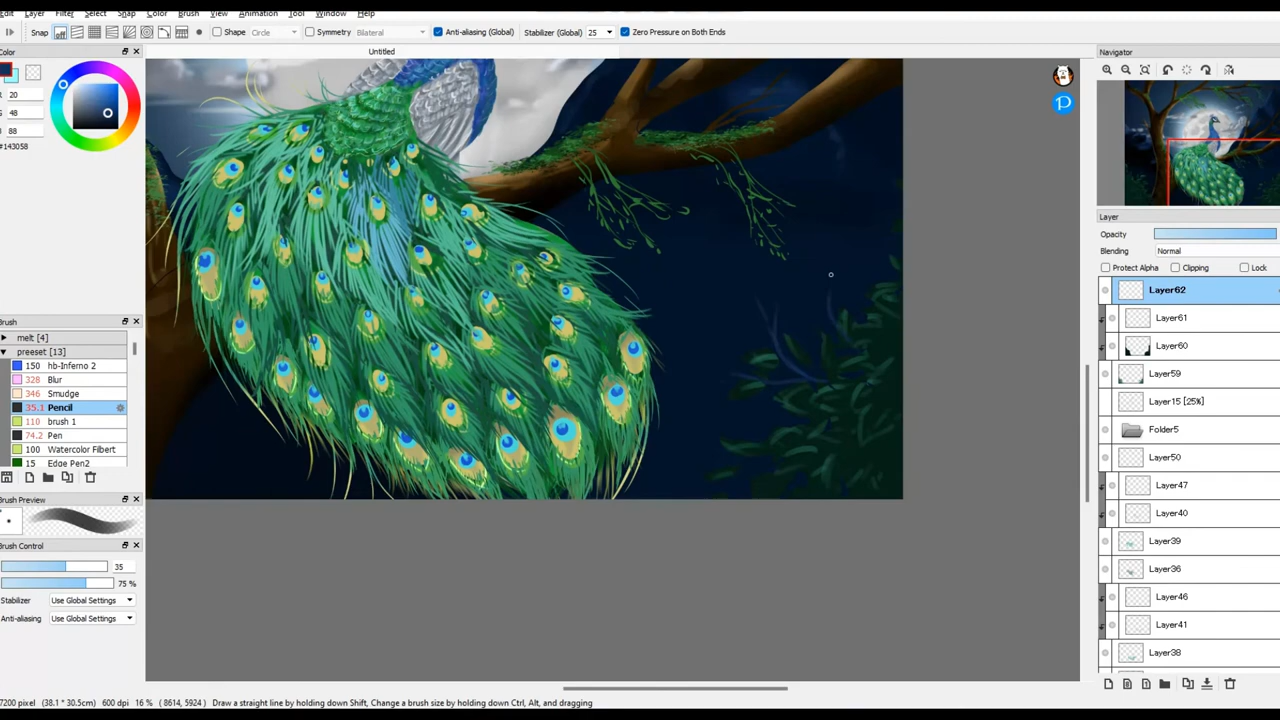 Layer Filter Select Snap Color Brush View Animation Tool Window Help
Snap off Shape Circle Symmetry Bilateral Anti-aliasing (Global) Stabilizer (Global) 25 Zero Pressure on Both Ends
Untitled
Color
R 20
G 48
B 88
#143058
Brush
melt [4]
preeset [13]
150 hb-Inferno 2
328 Blur
346 Smudge
35.1 Pencil
110 brush 1
74.2 Pen
100 Watercolor Filbert
15 Edge Pen2
Brush Preview
Brush Control
35
75 %
Stabilizer Use Global Settings
Anti-aliasing Use Global Settings
Navigator
Layer
Opacity
Blending Normal
Protect Alpha Clipping Lock
Layer62
Layer61
Layer60
Layer59
Layer15 [25%]
Folder5
Layer50
Layer47
Layer40
Layer39
Layer36
Layer46
Layer41
Layer38
7200 pixel (38.1 * 30.5cm) 600 dpi 16 % ( 8614, 5924 ) Draw a straight line by holding down Shift, Change a brush size by holding down Ctrl, Alt, and dragging